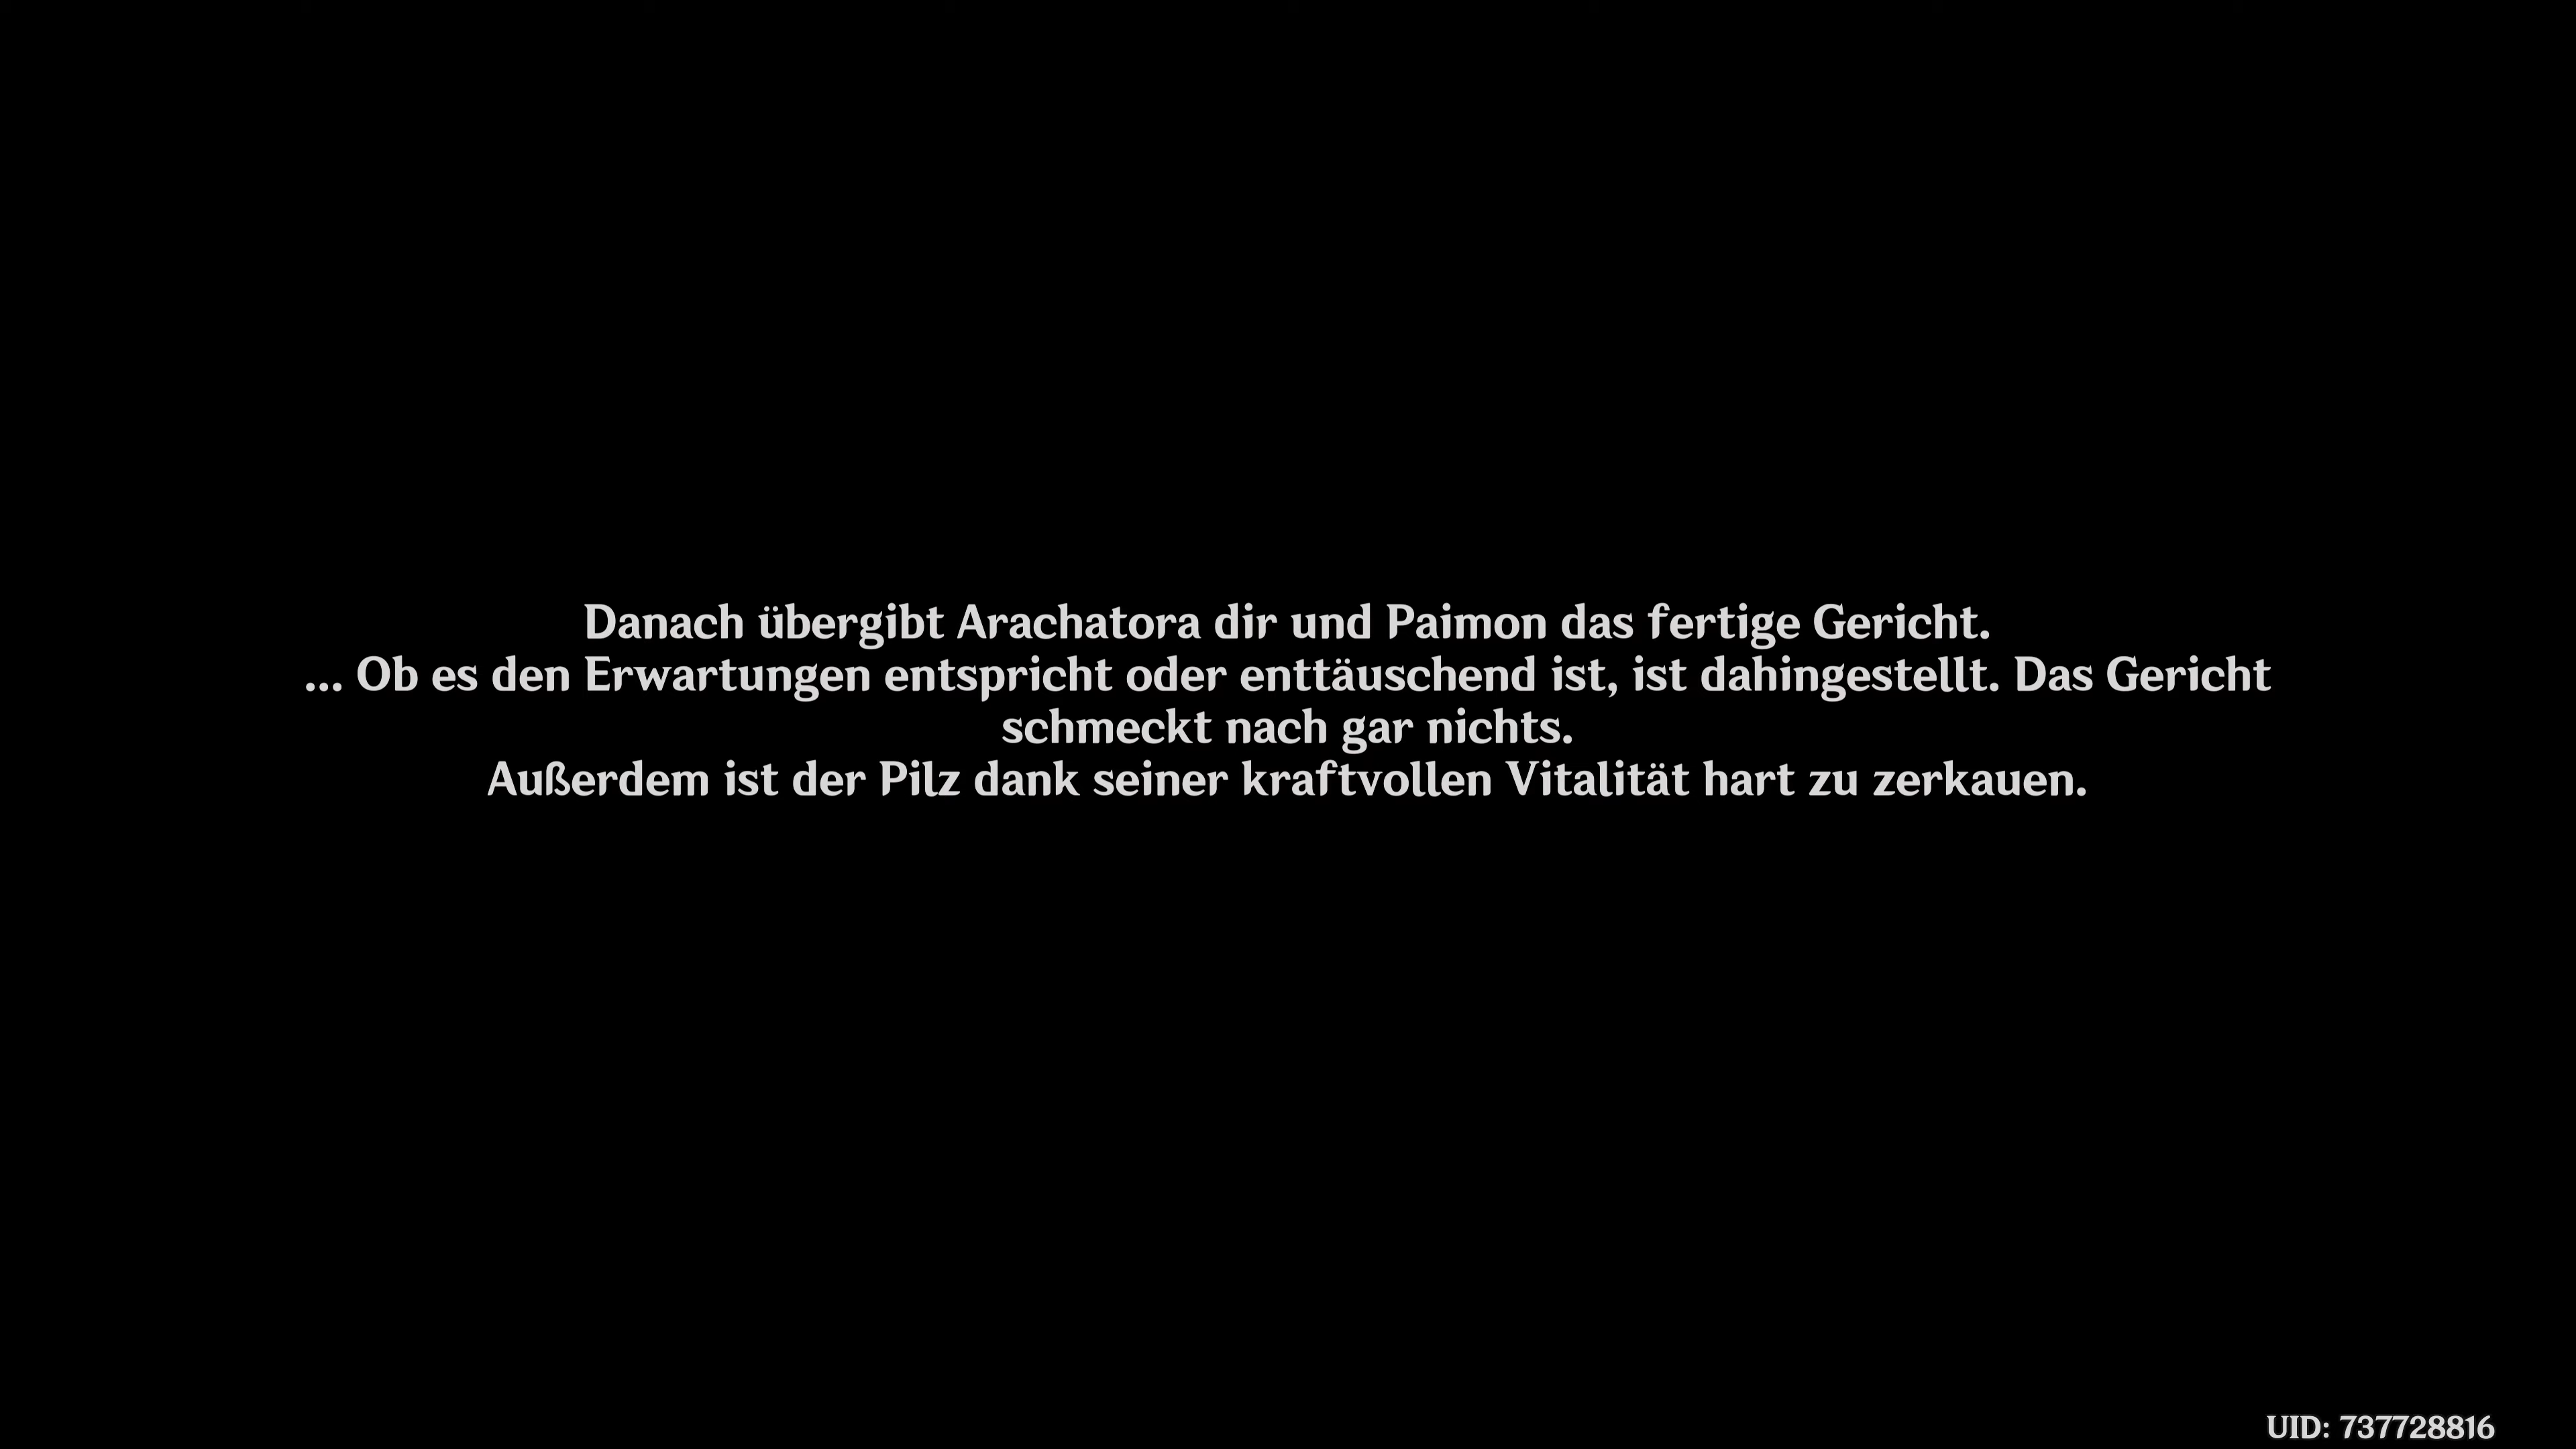 Danach übergibt Arachatora dir und Paimon das fertige Gericht.
... Ob es den Erwartungen entspricht oder enttäuschend ist, ist dahingestellt. Das Gericht
schmeckt nach gar nichts.
Außerdem ist der Pilz dank seiner kraftvollen Vitalität hart zu zerkauen.
UID: 737728816